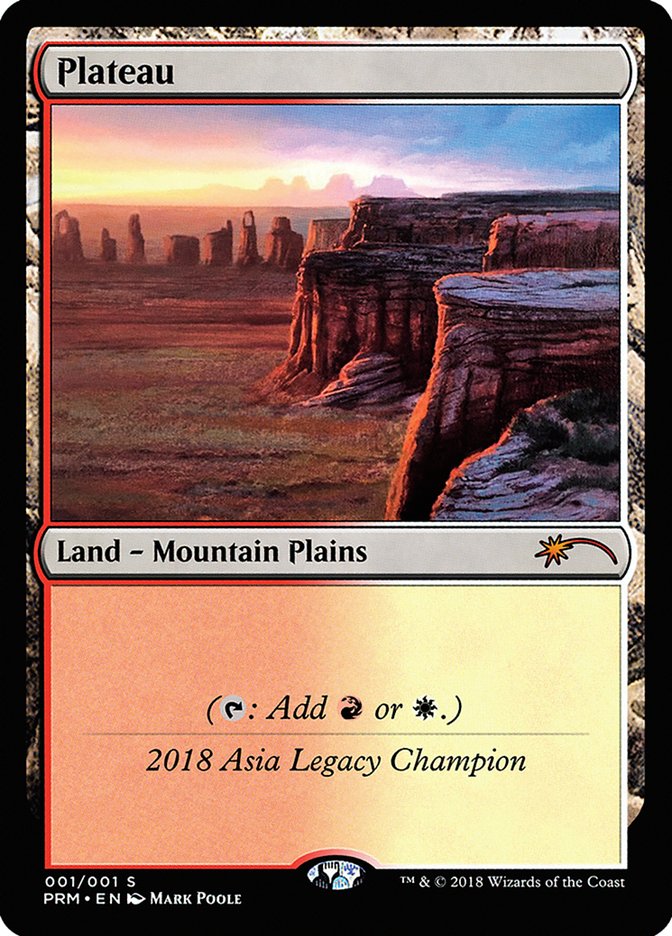 Plateau
Land – Mountain Plains
(: Add or .)
2018 Asia Legacy Champion
001/001 S
PRM • EN Mark Poole
™ & © 2018 Wizards of the Coast